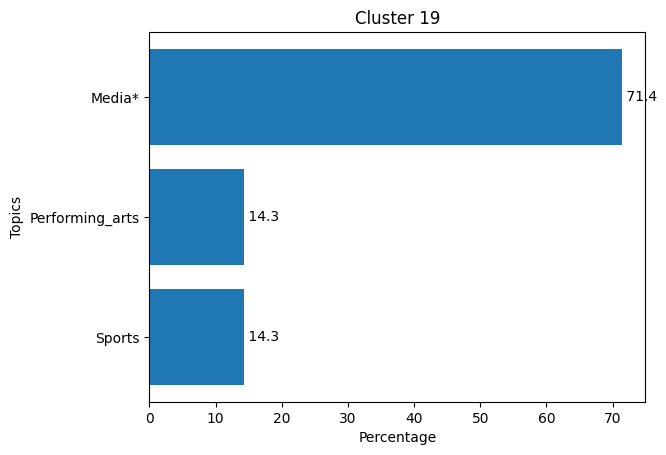 Cluster 19
Topics
Media*
71.4
Performing_arts
14.3
Sports
14.3
0 10 20 30 40 50 60 70
Percentage